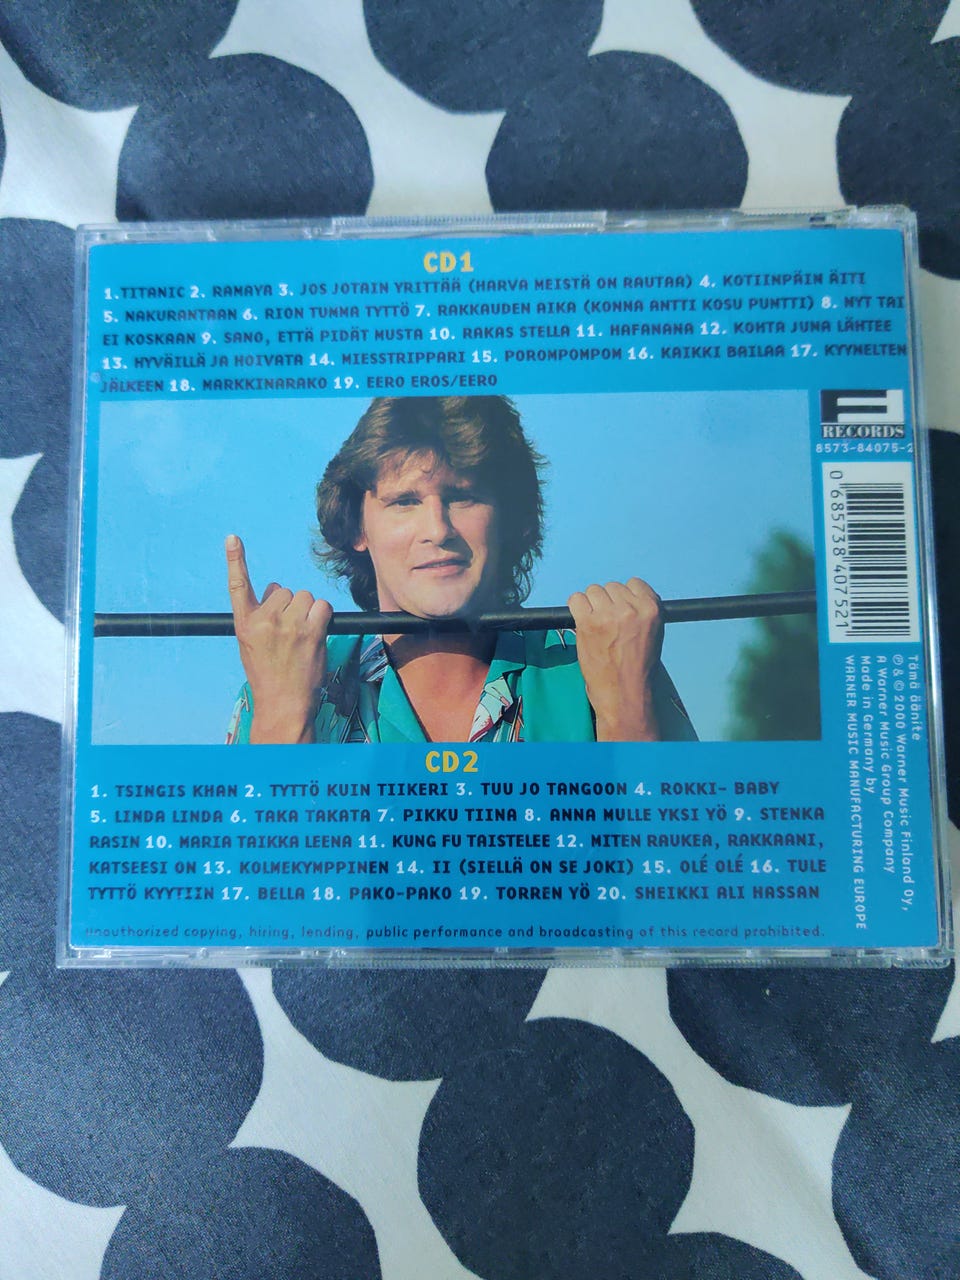 CD1
1.TITANIC 2. RAMAYA 3. JOS JOTAIN YRITTÄÄ (HARVA MEISTÄ ON RAUTAA) 4. KOTIINPÄIN ÄITI
5. NAKURANTAAN 6. RION TUMMA TYTTÖ 7. RAKKAUDEN AIKA (KONNA ANTTI KOSU PUNTTI) 8. NYT TAI
EI KOSKAAN 9. SANO, ETTÄ PIDÄT MUSTA 10. RAKAS STELLA 11. HAFANANA 12. KOHTA JUNA LÄHTEE
13. HYVÄILLÄ JA HOIVATA 14. MIESSTRIPPARI 15. POROMPOMPOM 16. KAIKKI BAILAA 17. KYYNELTEN
JÄLKEEN 18. MARKKINARAKO 19. EERO EROS/EERO
RECORDS
8573-84075-2
0 685738 407521
Tämä äänite
℗ & © 2000 Warner Music Finland Oy,
A Warner Music Group Company
Made in Germany by
WARNER MUSIC MANUFACTURING EUROPE
CD2
1. TSINGIS KHAN 2. TYTTÖ KUIN TIIKERI 3. TUU JO TANGOON 4. ROKKI- BABY
5. LINDA LINDA 6. TAKA TAKATA 7. PIKKU TIINA 8. ANNA MULLE YKSI YÖ 9. STENKA
RASIN 10. MARIA TAIKKA LEENA 11. KUNG FU TAISTELEE 12. MITEN RAUKEA, RAKKAANI,
KATSEESI ON 13. KOLMEKYMPPINEN 14. II (SIELLÄ ON SE JOKI) 15. OLÉ OLÉ 16. TULE
TYTTÖ KYYTIIN 17. BELLA 18. PAKO-PAKO 19. TORREN YÖ 20. SHEIKKI ALI HASSAN
unauthorized copying, hiring, lending, public performance and broadcasting of this record prohibited.